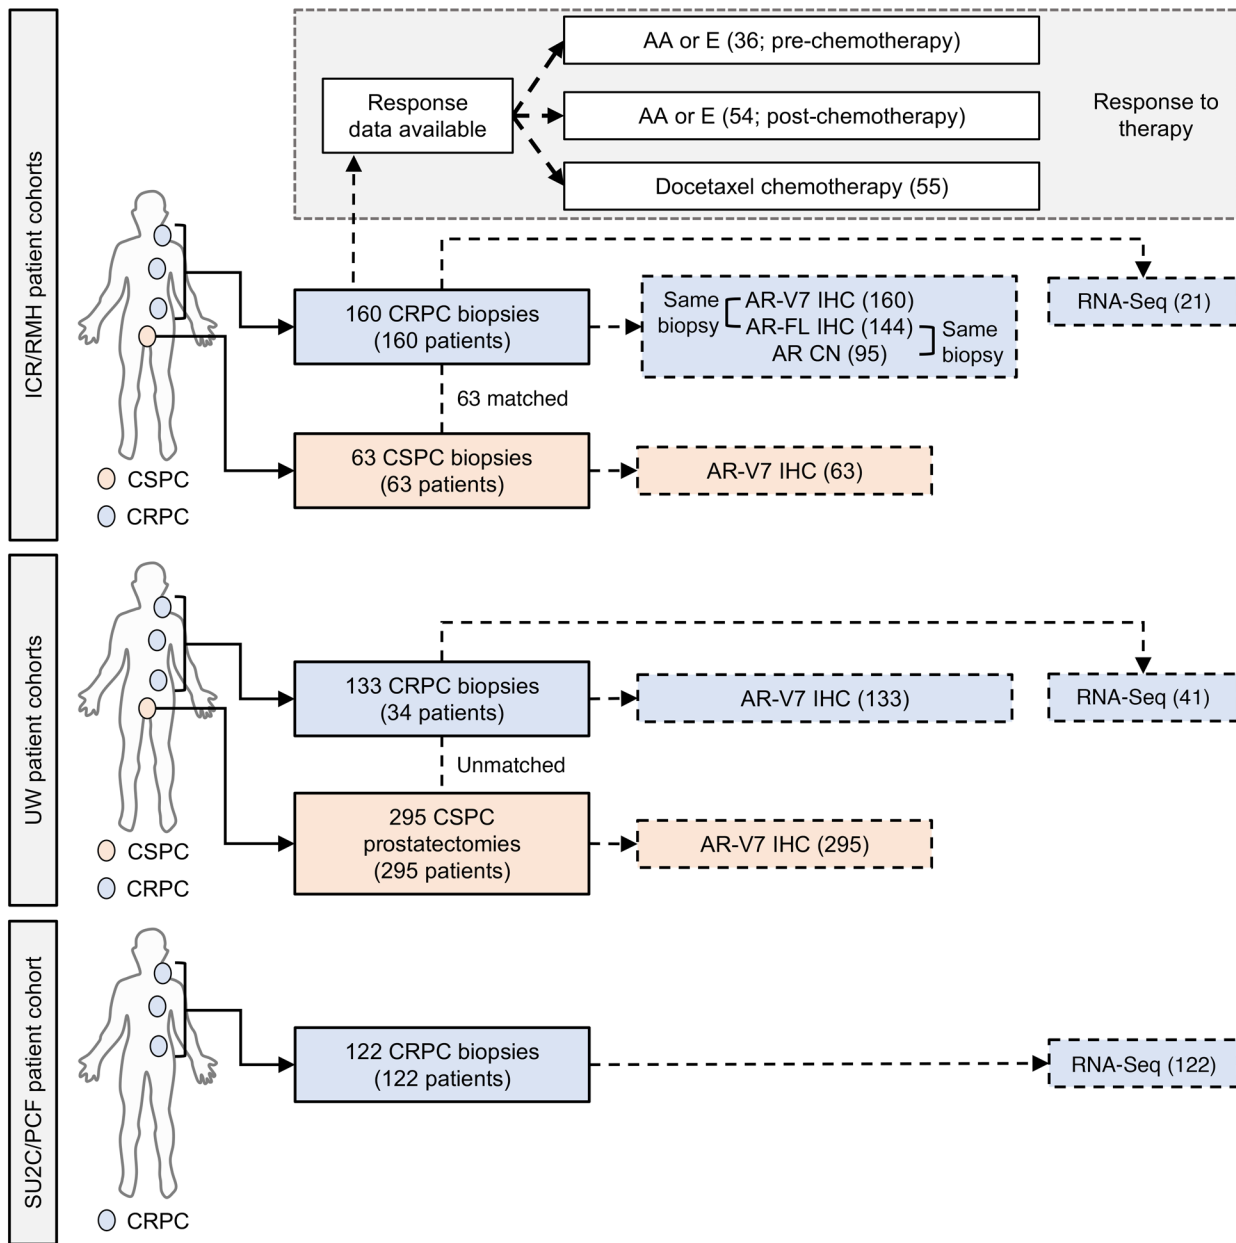 ICR/RMH patient cohorts
Response
data available
AA or E (36; pre-chemotherapy)
AA or E (54; post-chemotherapy)
Docetaxel chemotherapy (55)
Response to
therapy
160 CRPC biopsies
(160 patients)
Same
biopsy
AR-V7 IHC (160)
AR-FL IHC (144)
AR CN (95)
Same
biopsy
RNA-Seq (21)
63 matched
63 CSPC biopsies
(63 patients)
AR-V7 IHC (63)
CSPC
CRPC
UW patient cohorts
133 CRPC biopsies
(34 patients)
AR-V7 IHC (133)
RNA-Seq (41)
Unmatched
295 CSPC
prostatectomies
(295 patients)
AR-V7 IHC (295)
CSPC
CRPC
SU2C/PCF patient cohort
122 CRPC biopsies
(122 patients)
RNA-Seq (122)
CRPC